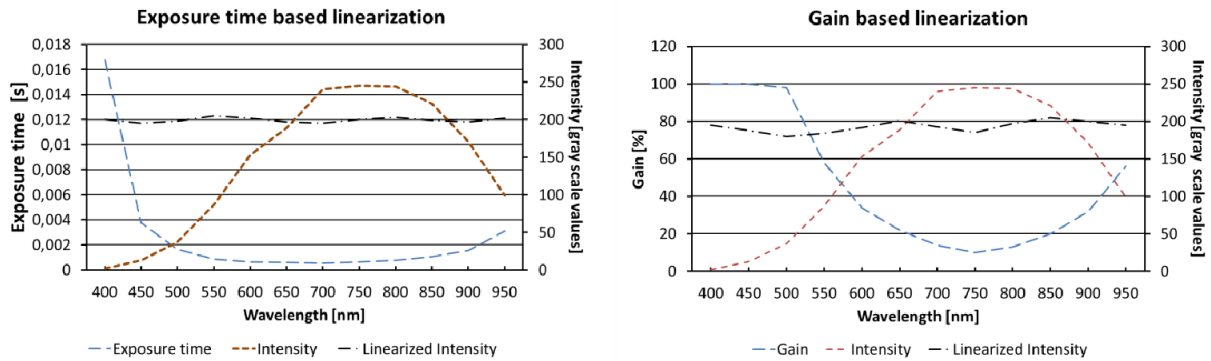 Exposure time based linearization
0,018
0,016
0,014
0,012
0,01
0,008
0,006
0,004
0,002
0
Exposure time [s]
300
250
200
150
100
50
0
Intensity [gray scale values]
400 450 500 550 600 650 700 750 800 850 900 950
Wavelength [nm]
Exposure time Intensity Linearized Intensity
Gain based linearization
120
100
80
60
40
20
0
Gain [%]
300
250
200
150
100
50
0
Intensity [gray scale values]
400 450 500 550 600 650 700 750 800 850 900 950
Wavelength [nm]
Gain Intensity Linearized Intensity